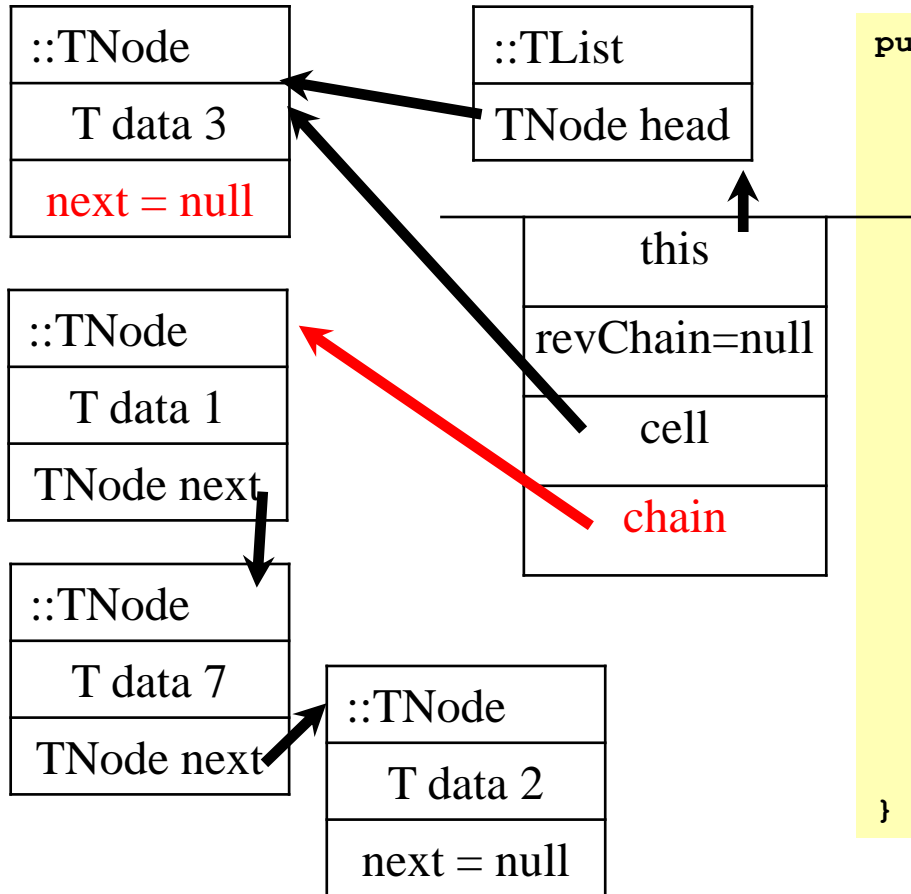 ::TNode
T data 3
next = null
::TList
TNode head
this
revChain=null
cell
chain
::TNode
T data 1
TNode next
::TNode
T data 7
TNode next
::TNode
T data 2
next = null
pu
}